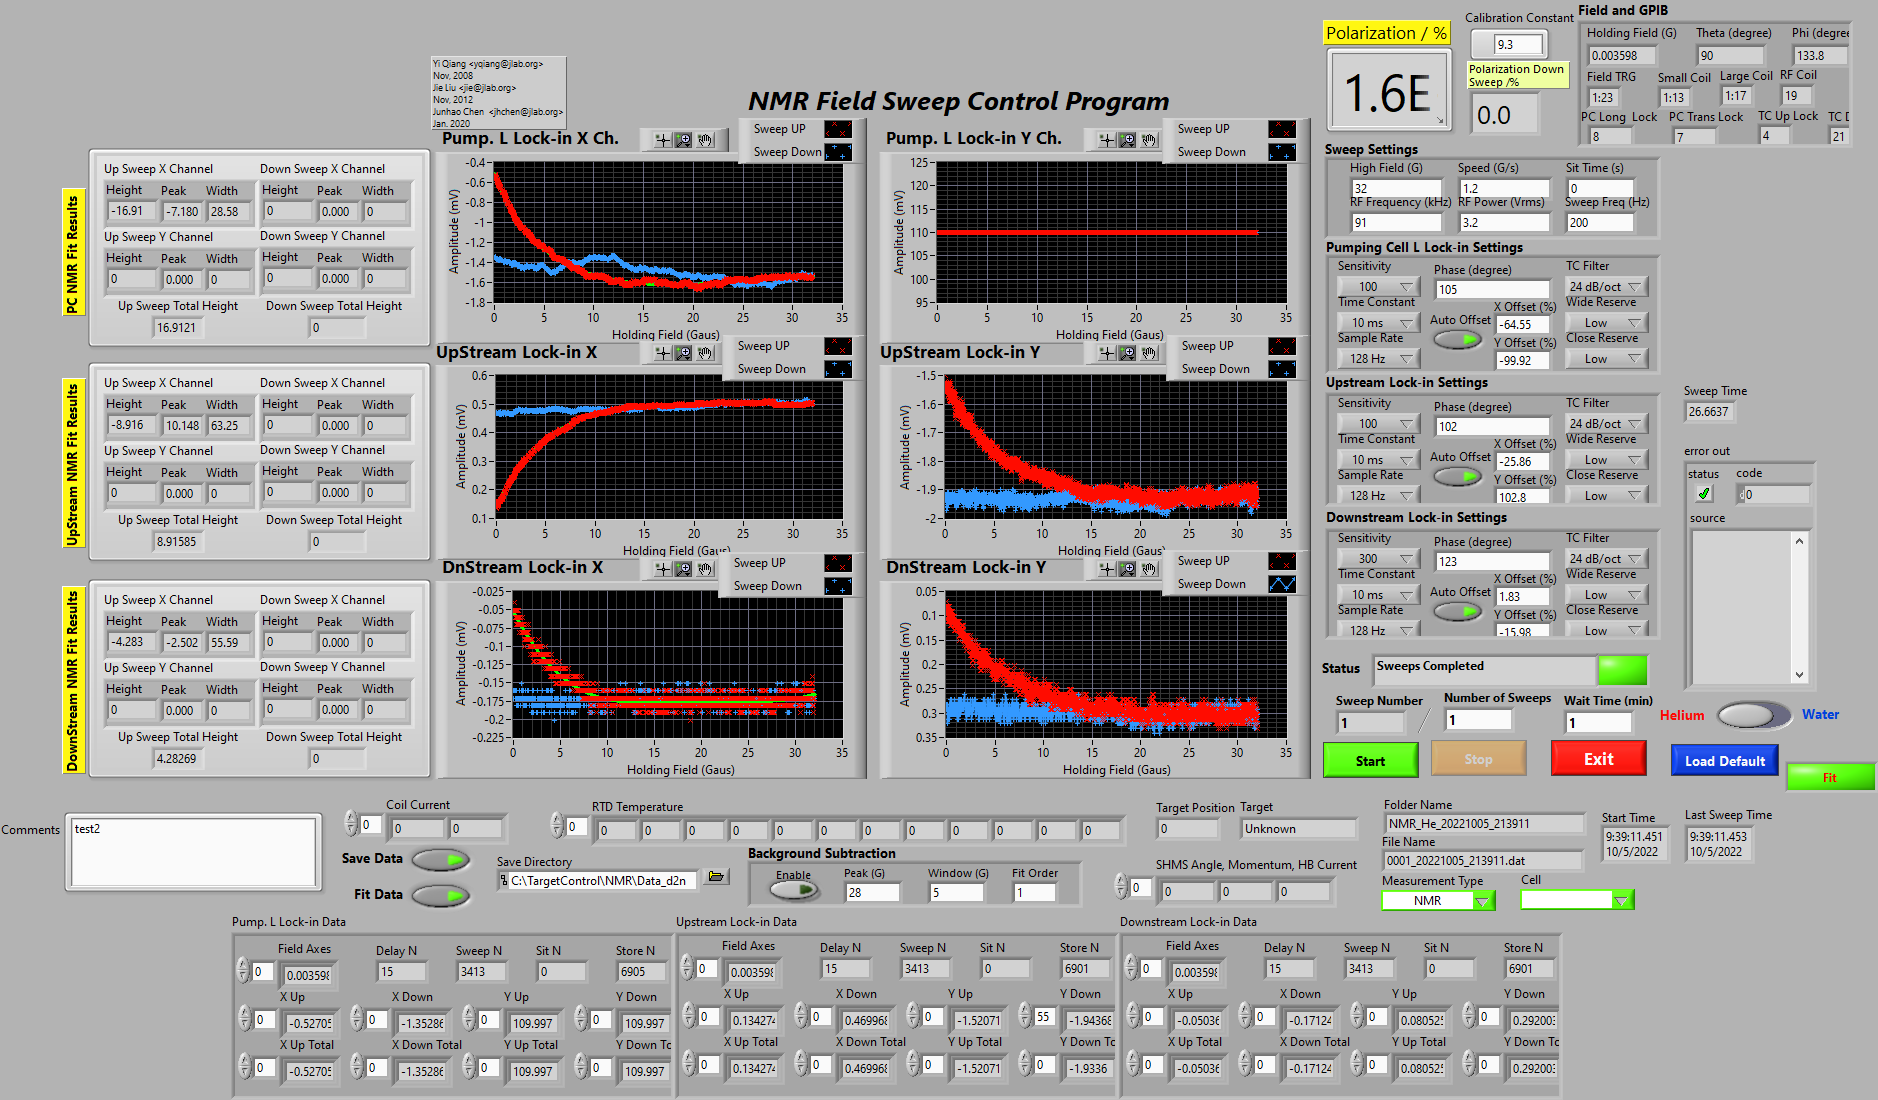 Yi Qiang <yqiang@jlab.org>
Nov, 2008
Jie Liu <jie@jlab.org>
Nov, 2012
Junhao Chen <jhchen@jlab.org>
Jan. 2020
NMR Field Sweep Control Program
Polarization / %
1.6E
Calibration Constant
9.3
Polarization Down
Sweep /%
0.0
Field and GPIB
Holding Field (G) Theta (degree) Phi (degree
0.003598 90 133.8
Field TRG Small Coil Large Coil RF Coil
1:23 1:13 1:17 19
PC Long Lock PC Trans Lock TC Up Lock TC D
8 7 4 21
PC NMR Fit Results
Up Sweep X Channel Down Sweep X Channel
Height Peak Width Height Peak Width
-16.91 -7.180 28.58 0 0.000 0
Up Sweep Y Channel Down Sweep Y Channel
Height Peak Width Height Peak Width
0 0.000 0 0 0.000 0
Up Sweep Total Height Down Sweep Total Height
16.9121 0
Pump. L Lock-in X Ch.
Sweep UP
Sweep Down
Amplitude (mV)
-0.4
-0.6
-0.8
-1
-1.2
-1.4
-1.6
-1.8
0 5 10 15 20 25 30 35
Holding Field (Gaus)
Pump. L Lock-in Y Ch.
Sweep UP
Sweep Down
Amplitude (mV)
125
120
115
110
105
100
95
0 5 10 15 20 25 30 35
Holding Field (Gaus)
UpStream NMR Fit Results
Up Sweep X Channel Down Sweep X Channel
Height Peak Width Height Peak Width
-8.916 10.148 63.25 0 0.000 0
Up Sweep Y Channel Down Sweep Y Channel
Height Peak Width Height Peak Width
0 0.000 0 0 0.000 0
Up Sweep Total Height Down Sweep Total Height
8.91585 0
UpStream Lock-in X
Sweep UP
Sweep Down
Amplitude (mV)
0.6
0.5
0.4
0.3
0.2
0.1
0 5 10 15 20 25 30 35
Holding Field (Gaus)
UpStream Lock-in Y
Sweep UP
Sweep Down
Amplitude (mV)
-1.5
-1.6
-1.7
-1.8
-1.9
-2
0 5 10 15 20 25 30 35
Holding Field (Gaus)
DownStream NMR Fit Results
Up Sweep X Channel Down Sweep X Channel
Height Peak Width Height Peak Width
-4.283 -2.502 55.59 0 0.000 0
Up Sweep Y Channel Down Sweep Y Channel
Height Peak Width Height Peak Width
0 0.000 0 0 0.000 0
Up Sweep Total Height Down Sweep Total Height
4.28269 0
DnStream Lock-in X
Sweep UP
Sweep Down
Amplitude (mV)
-0.025
-0.05
-0.075
-0.1
-0.125
-0.15
-0.175
-0.2
-0.225
0 5 10 15 20 25 30 35
Holding Field (Gaus)
DnStream Lock-in Y
Sweep UP
Sweep Down
Amplitude (mV)
0.05
0.1
0.15
0.2
0.25
0.3
0.35
0 5 10 15 20 25 30 35
Holding Field (Gaus)
Sweep Settings
High Field (G) Speed (G/s) Sit Time (s)
32 1.2 0
RF Frequency (kHz) RF Power (Vrms) Sweep Freq (Hz)
91 3.2 200
Pumping Cell L Lock-in Settings
Sensitivity Phase (degree) TC Filter
100 105 24 dB/oct
Time Constant X Offset (%) Wide Reserve
10 ms Auto Offset -64.55 Low
Sample Rate Y Offset (%) Close Reserve
128 Hz -99.92 Low
Upstream Lock-in Settings
Sensitivity Phase (degree) TC Filter
100 102 24 dB/oct
Time Constant X Offset (%) Wide Reserve
10 ms Auto Offset -25.86 Low
Sample Rate Y Offset (%) Close Reserve
128 Hz 102.8 Low
Downstream Lock-in Settings
Sensitivity Phase (degree) TC Filter
300 123 24 dB/oct
Time Constant X Offset (%) Wide Reserve
10 ms Auto Offset 1.83 Low
Sample Rate Y Offset (%) Close Reserve
128 Hz -15.98 Low
Sweep Time
26.6637
error out
status code
0
source
Status Sweeps Completed
Sweep Number Number of Sweeps Wait Time (min)
1 / 1 1
Helium Water
Start Stop Exit Load Default Fit
Comments test2
Coil Current
0 0 0
Save Data
Fit Data
RTD Temperature
0 0 0 0 0 0 0 0 0 0 0 0 0
Save Directory
C:\TargetControl\NMR\Data_d2n
Background Subtraction
Enable Peak (G) Window (G) Fit Order
28 5 1
Target Position Target
0 Unknown
SHMS Angle, Momentum, HB Current
0 0 0 0
Folder Name
NMR_He_20221005_213911
File Name
0001_20221005_213911.dat
Measurement Type Cell
NMR
Start Time Last Sweep Time
9:39:11.451 9:39:11.453
10/5/2022 10/5/2022
Pump. L Lock-in Data
Field Axes Delay N Sweep N Sit N Store N
0 0.003598 15 3413 0 6905
X Up X Down Y Up Y Down
0 -0.52705 0 -1.35286 0 109.997 0 109.997
X Up Total X Down Total Y Up Total Y Down To
0 -0.52705 0 -1.35286 0 109.997 0 109.997
Upstream Lock-in Data
Field Axes Delay N Sweep N Sit N Store N
0 0.003598 15 3413 0 6901
X Up X Down Y Up Y Down
0 0.134274 0 0.469968 0 -1.52071 55 -1.94368
X Up Total X Down Total Y Up Total Y Down To
0 0.134274 0 0.469968 0 -1.52071 0 -1.9336
Downstream Lock-in Data
Field Axes Delay N Sweep N Sit N Store N
0 0.003598 15 3413 0 6901
X Up X Down Y Up Y Down
0 -0.05036 0 -0.17124 0 0.080525 0 0.292003
X Up Total X Down Total Y Up Total Y Down To
0 -0.05036 0 -0.17124 0 0.080525 0 0.292003